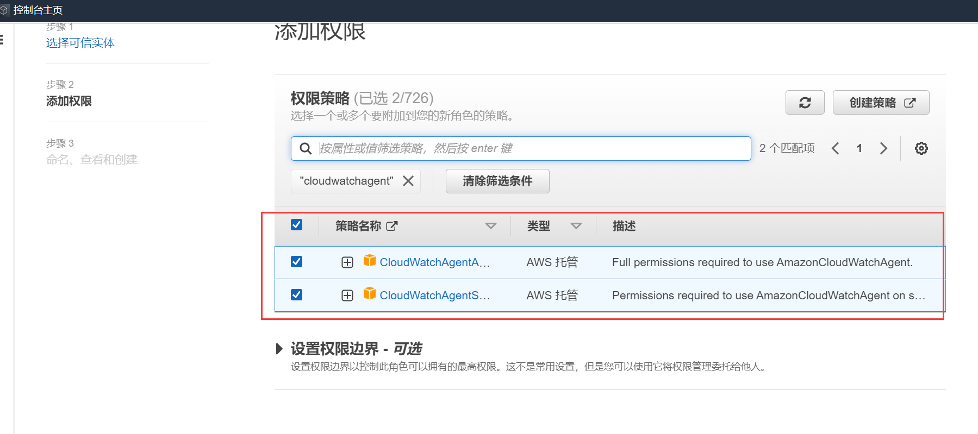 控制台主页
步骤 1
选择可信实体
步骤 2
添加权限
步骤 3
命名、查看和创建
添加权限
权限策略 (已选 2/726)
选择一个或多个要附加到您的新角色的策略。
创建策略
按属性或值筛选策略，然后按 enter 键
2 个匹配项
1
"cloudwatchagent"
清除筛选条件
策略名称 类型 描述
CloudWatchAgentA... AWS 托管 Full permissions required to use AmazonCloudWatchAgent.
CloudWatchAgentS... AWS 托管 Permissions required to use AmazonCloudWatchAgent on s...
设置权限边界 - 可选
设置权限边界以控制此角色可以拥有的最高权限。这不是常用设置，但是您可以使用它将权限管理委托给他人。